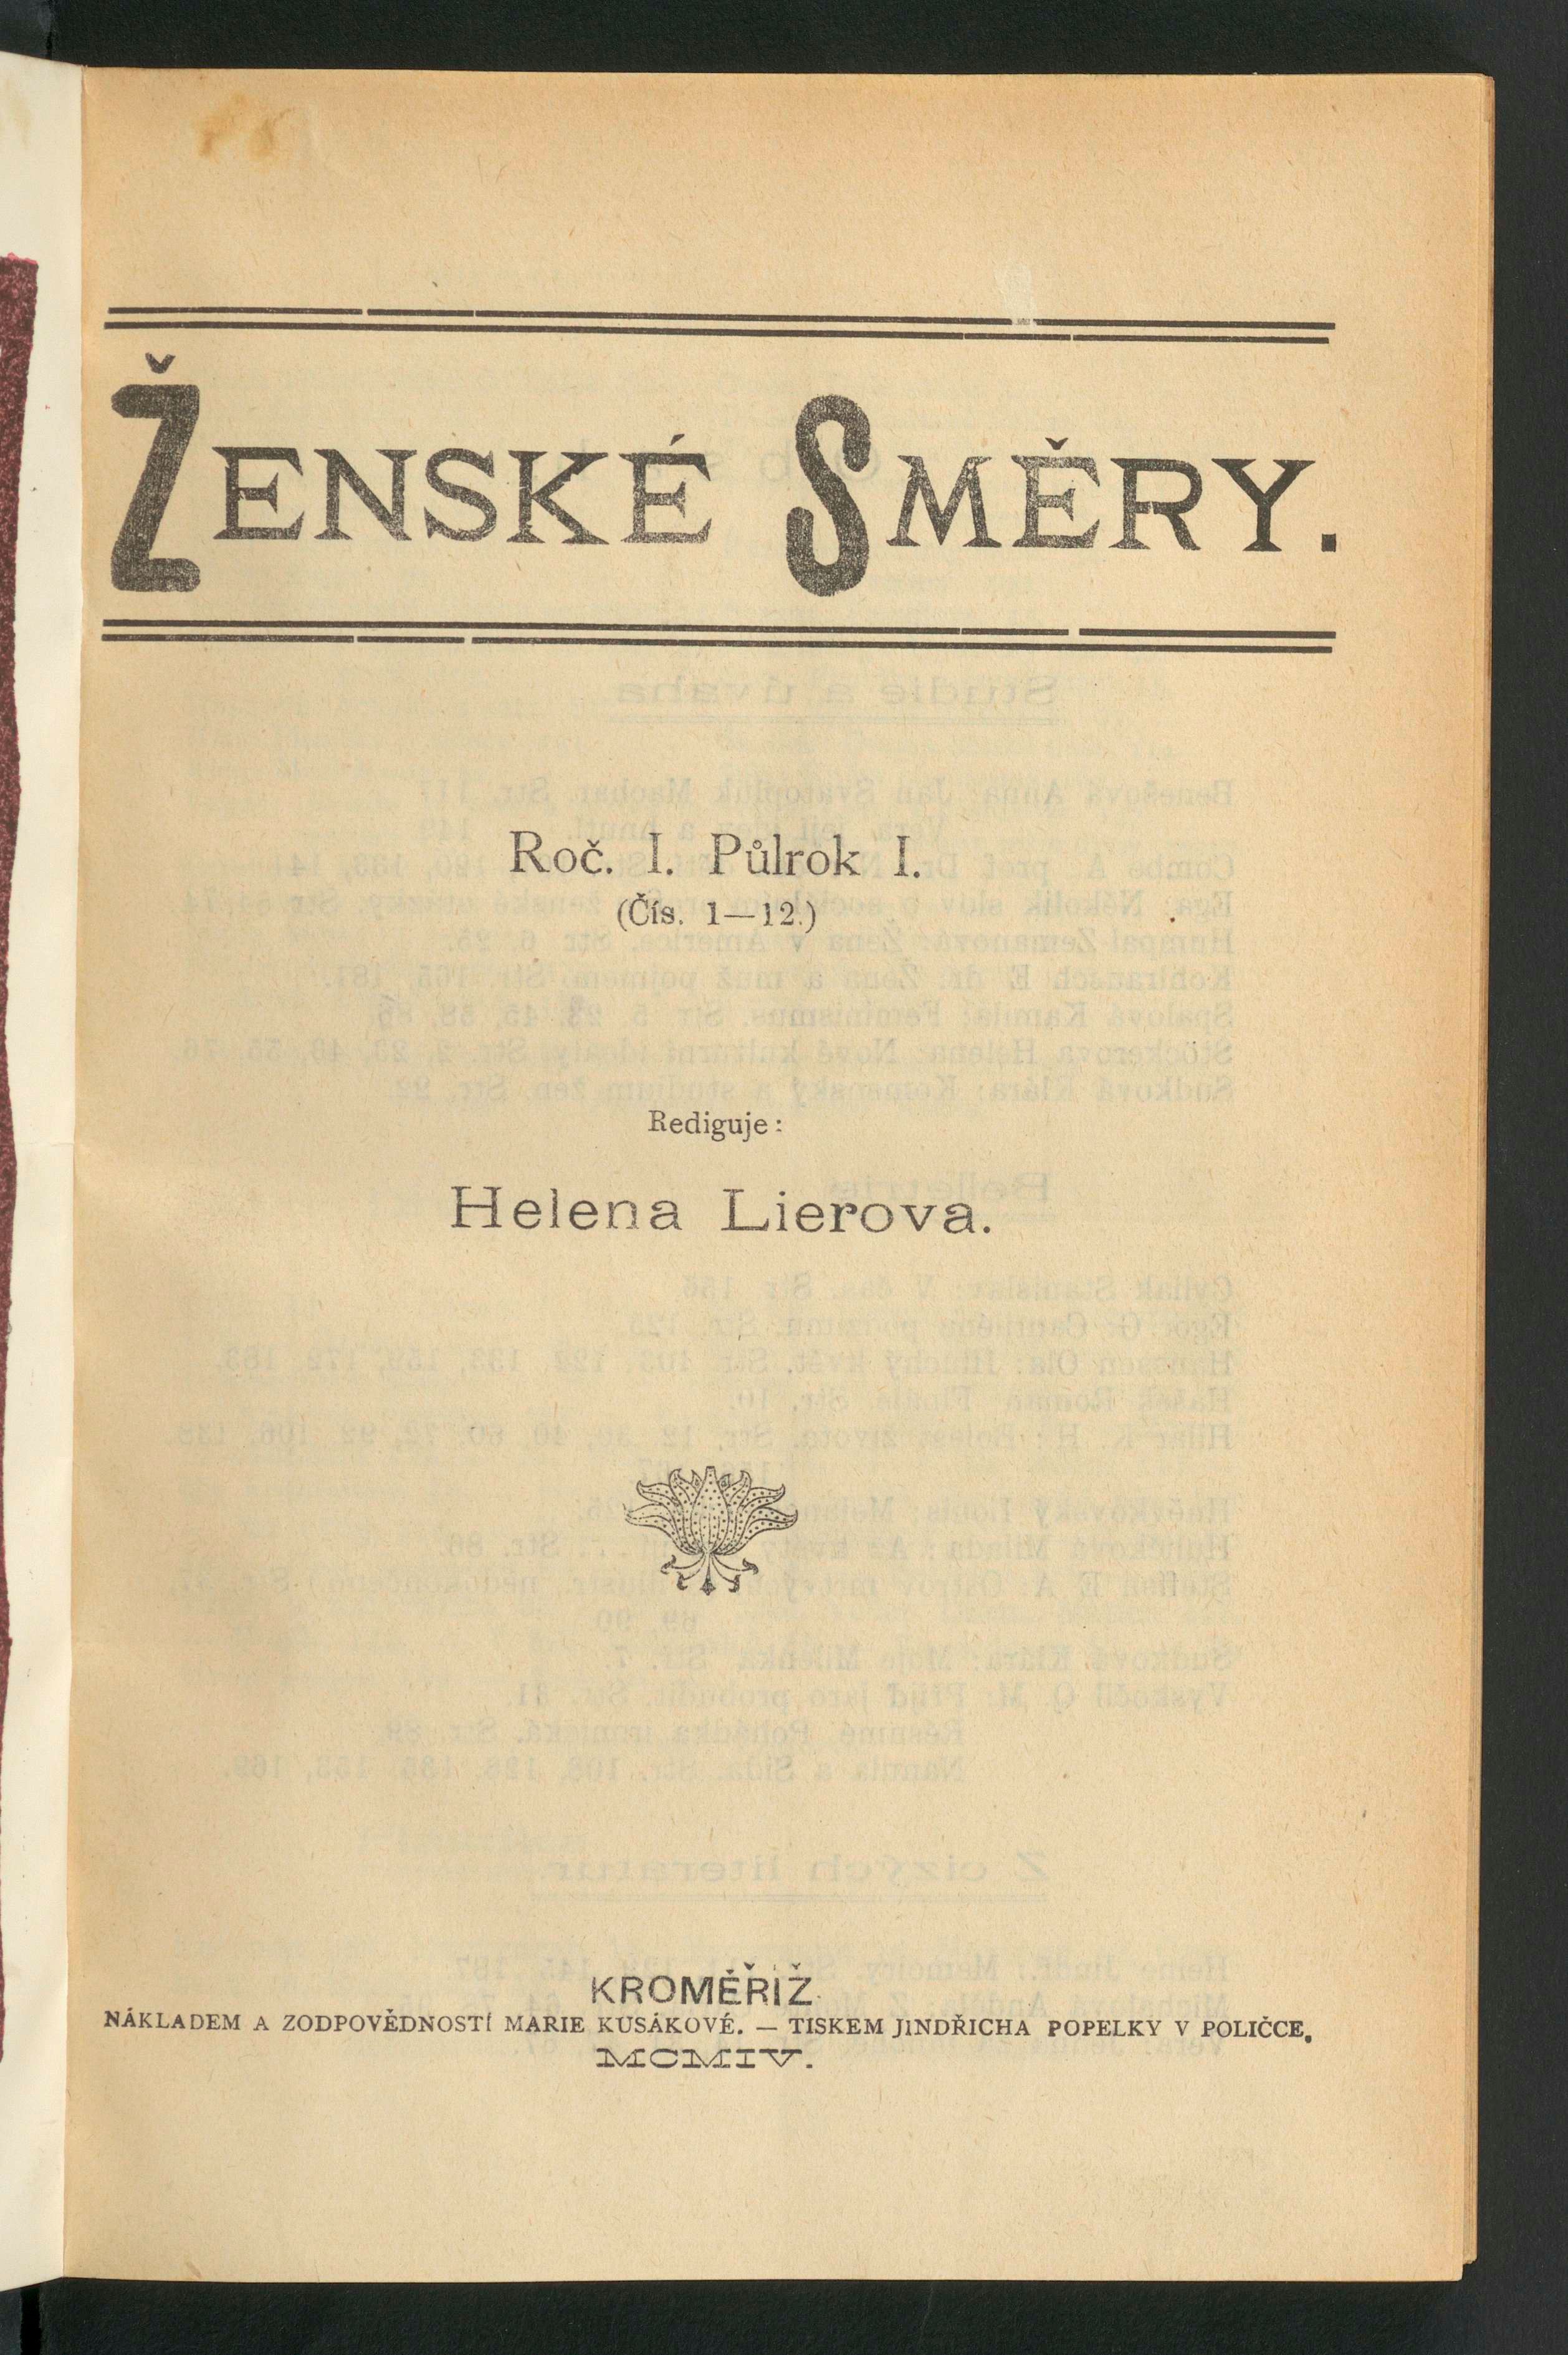 ŽENSKÉ SMĚRY.
Roč. I. Půlrok I.
(Čís. 1—12.)
Rediguje:
Helena Lierova.
KROMĚŘÍŽ.
NÁKLADEM A ZODPOVĚDNOSTÍ MARIE KUSÁKOVÉ. — TISKEM JINDŘICHA POPELKY V POLIČCE.
MCMIV.